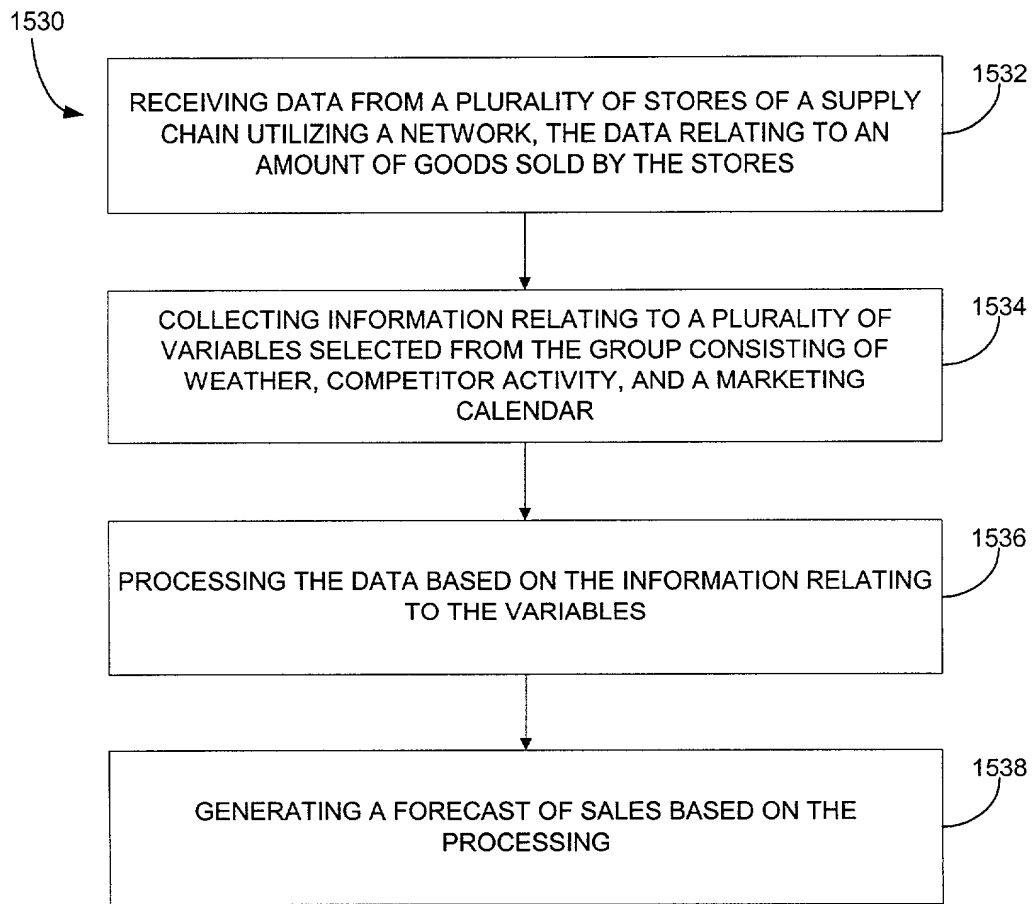 1530
1532
RECEIVING DATA FROM A PLURALITY OF STORES OF A SUPPLY
CHAIN UTILIZING A NETWORK, THE DATA RELATING TO AN
AMOUNT OF GOODS SOLD BY THE STORES
1534
COLLECTING INFORMATION RELATING TO A PLURALITY OF
VARIABLES SELECTED FROM THE GROUP CONSISTING OF
WEATHER, COMPETITOR ACTIVITY, AND A MARKETING
CALENDAR
1536
PROCESSING THE DATA BASED ON THE INFORMATION RELATING
TO THE VARIABLES
1538
GENERATING A FORECAST OF SALES BASED ON THE
PROCESSING